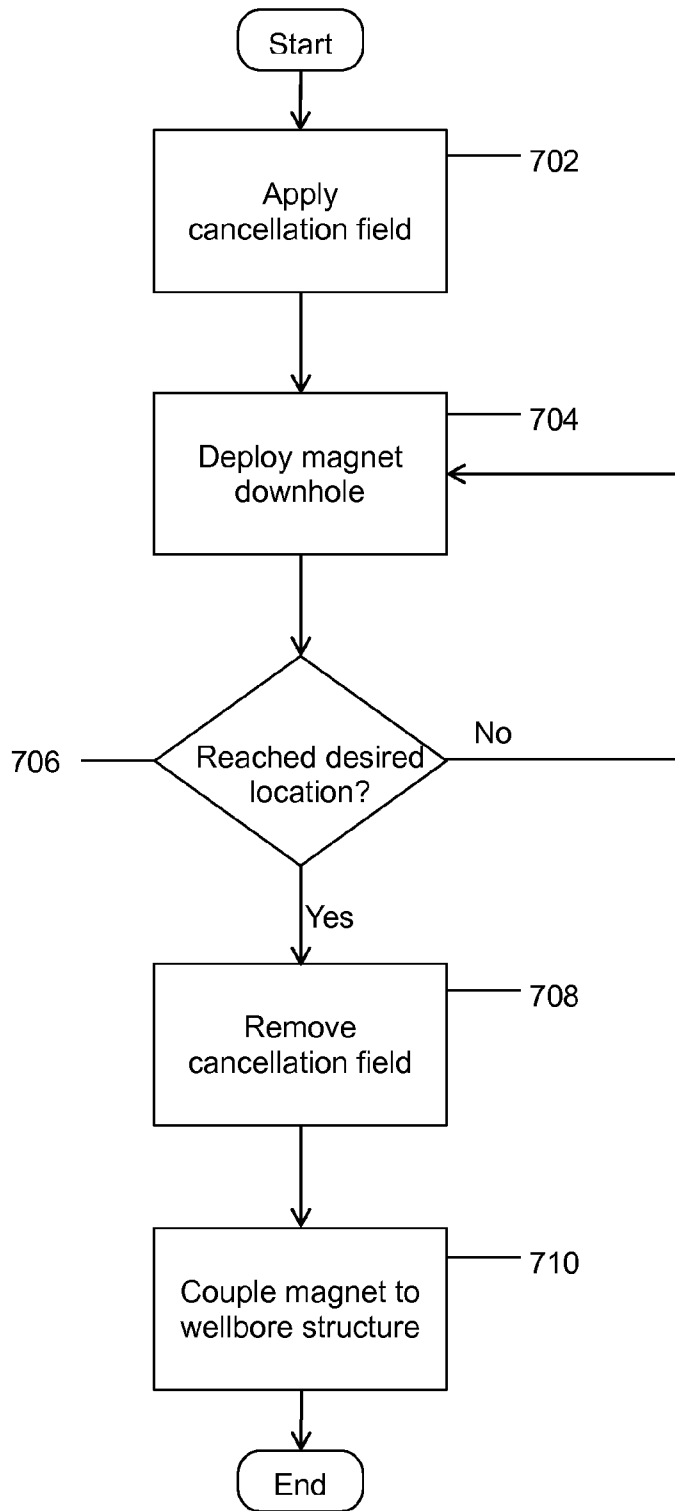 Start
Apply
cancellation field
702
Deploy magnet
downhole
704
Reached desired
location?
706
No
Yes
Remove
cancellation field
708
Couple magnet to
wellbore structure
710
End